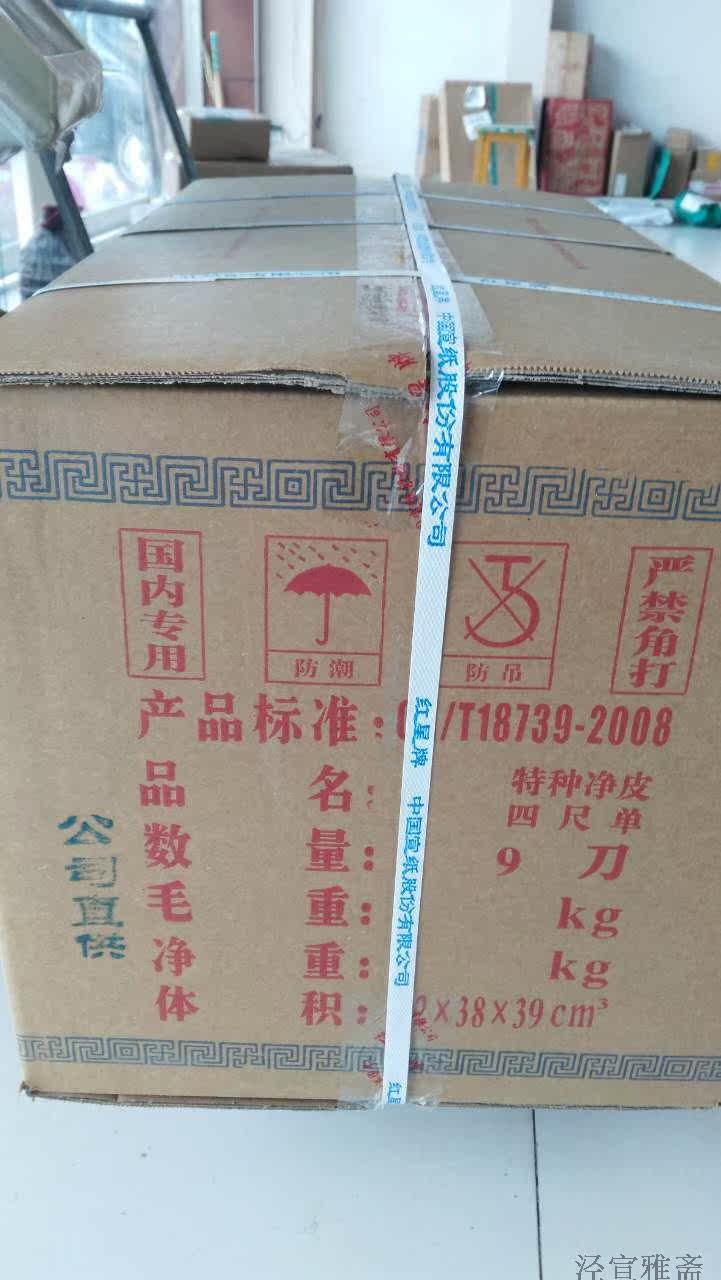 中国宣纸股份有限公司
国内专用
防潮
防吊
严禁角打
红星牌
中国宣纸股份有限公司
产品标准：/T18739-2008
品名：特种净皮
四尺单
数量：9刀
毛重：kg
净重：kg
体积：×38×39cm³
公司直供
红星
泾宣雅斋